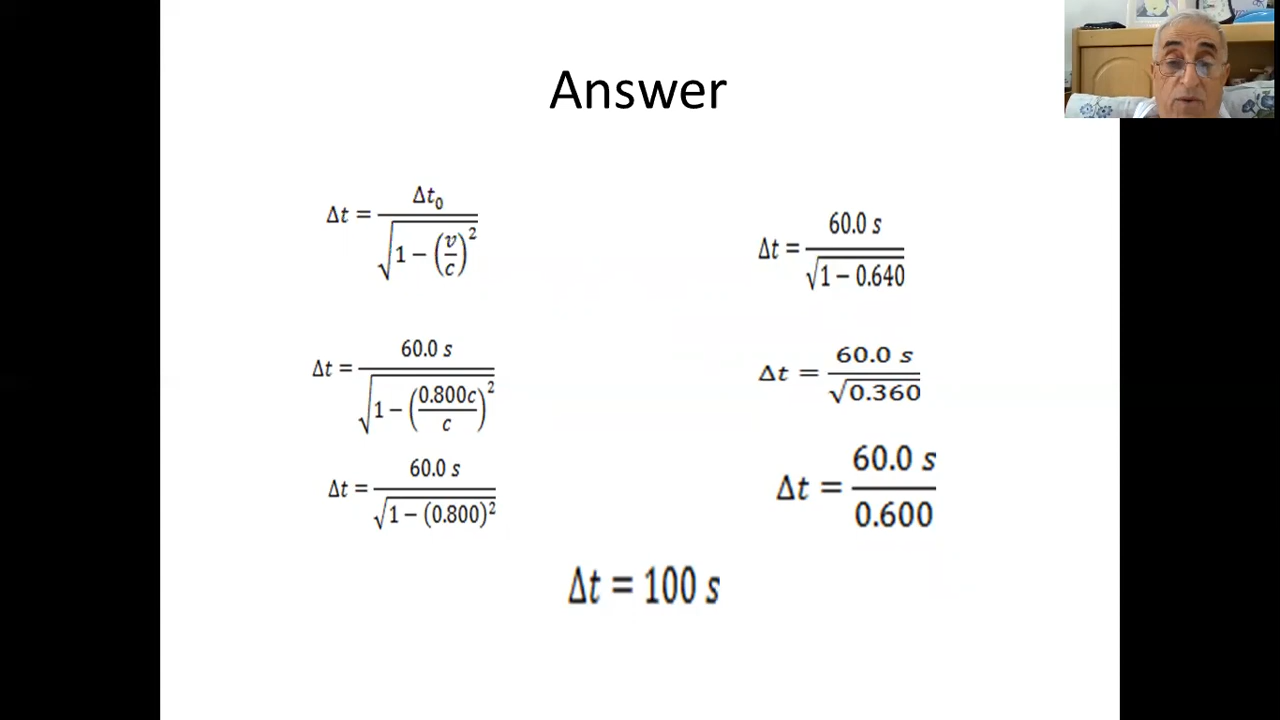 Answer
Δt = Δt₀ / √(1 − (v/c)²)
Δt = 60.0 s / √(1 − (0.800c/c)²)
Δt = 60.0 s / √(1 − (0.800)²)
Δt = 60.0 s / √(1 − 0.640)
Δt = 60.0 s / √0.360
Δt = 60.0 s / 0.600
Δt = 100 s